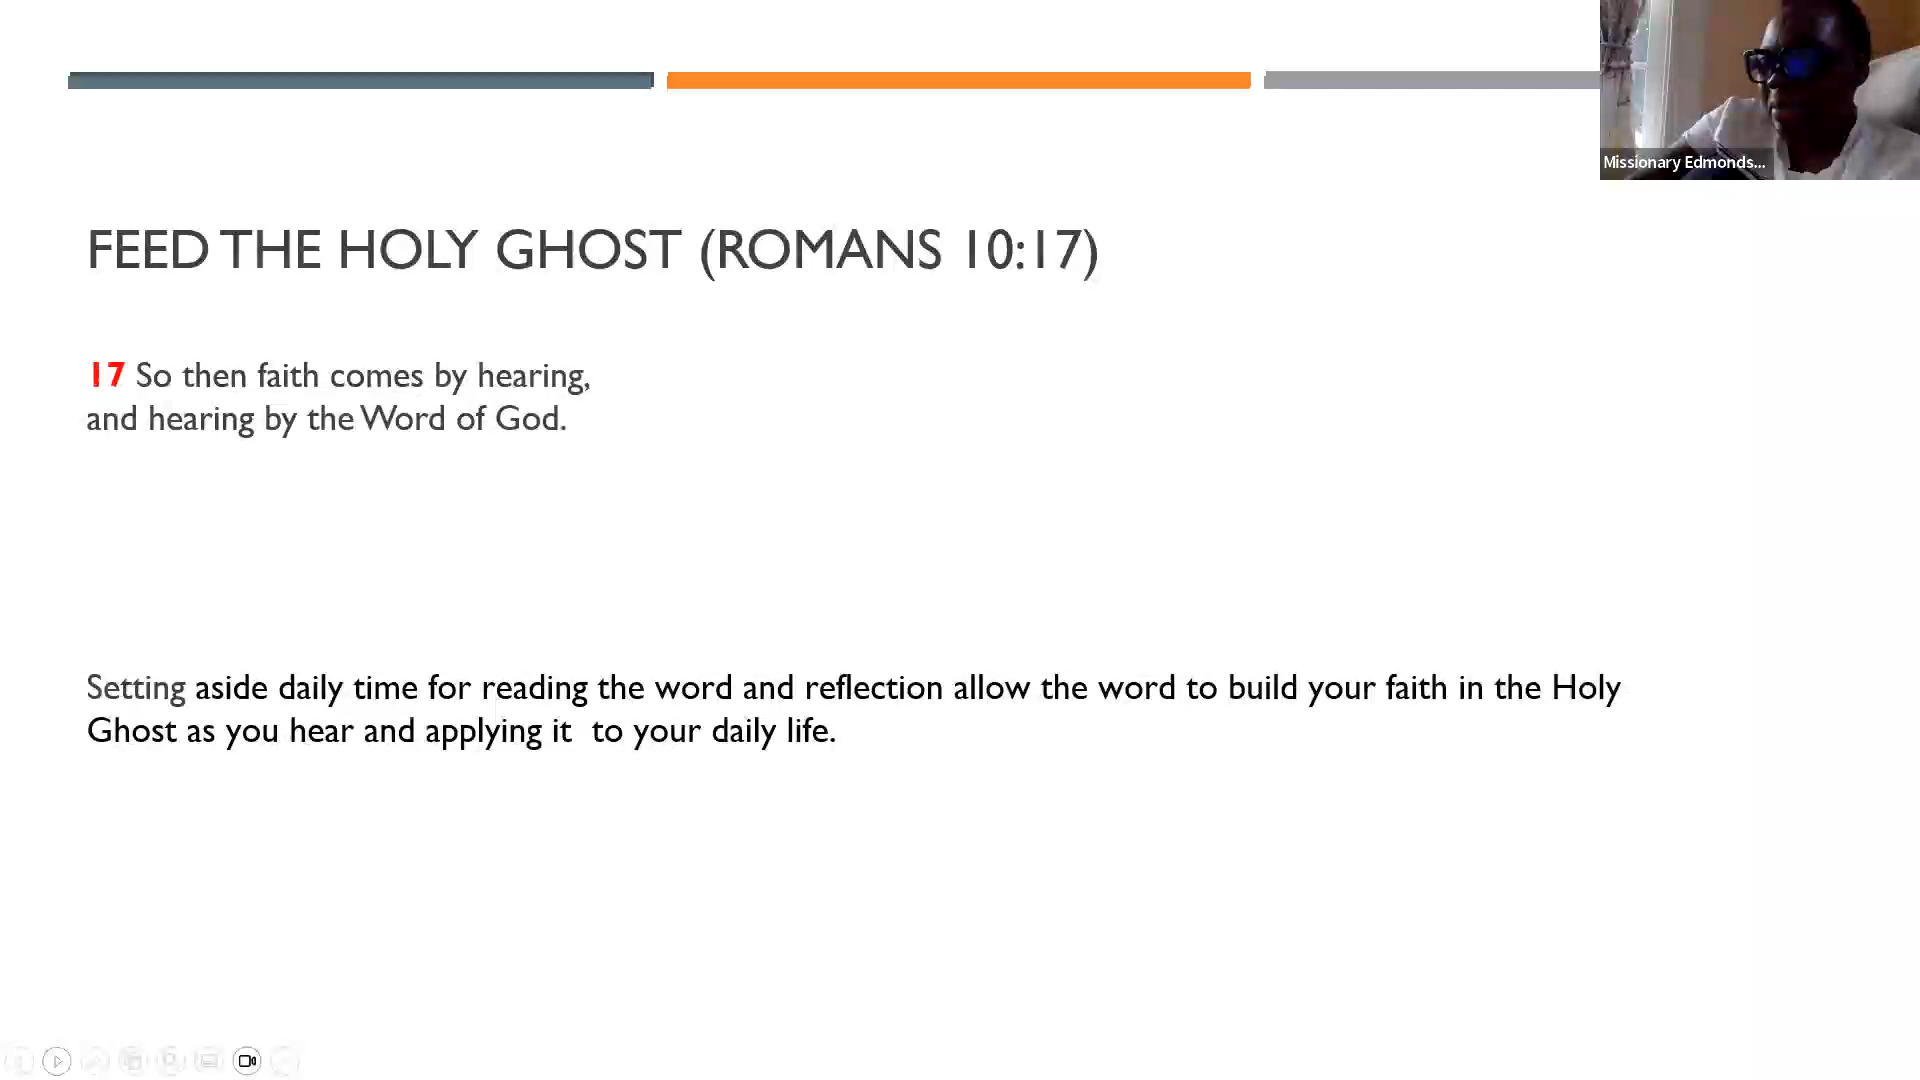 Missionary Edmonds...
FEED THE HOLY GHOST (ROMANS 10:17)
17 So then faith comes by hearing,
and hearing by the Word of God.
Setting aside daily time for reading the word and reflection allow the word to build your faith in the Holy
Ghost as you hear and applying it  to your daily life.